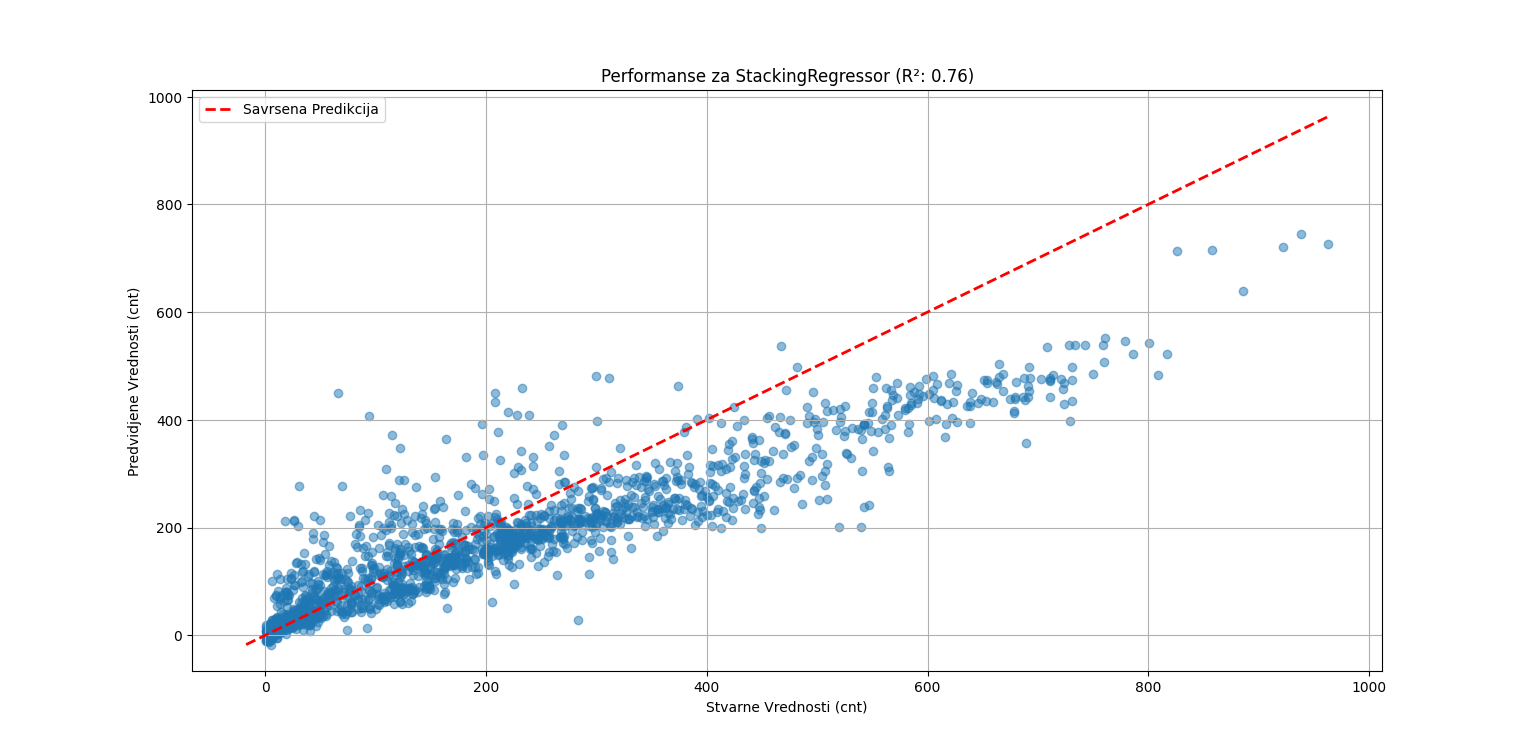 Performanse za StackingRegressor (R²: 0.76)
Savrsena Predikcija
1000
800
600
400
200
0
Predvidjene Vrednosti (cnt)
0 200 400 600 800 1000
Stvarne Vrednosti (cnt)